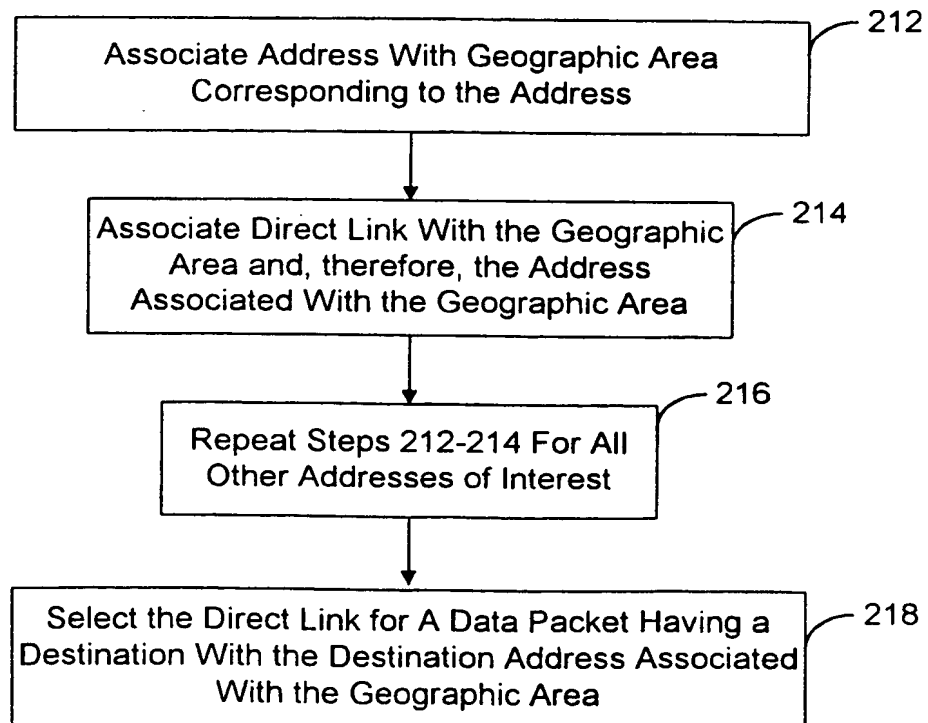 212
Associate Address With Geographic Area
Corresponding to the Address
214
Associate Direct Link With the Geographic
Area and, therefore, the Address
Associated With the Geographic Area
216
Repeat Steps 212-214 For All
Other Addresses of Interest
218
Select the Direct Link for A Data Packet Having a
Destination With the Destination Address Associated
With the Geographic Area